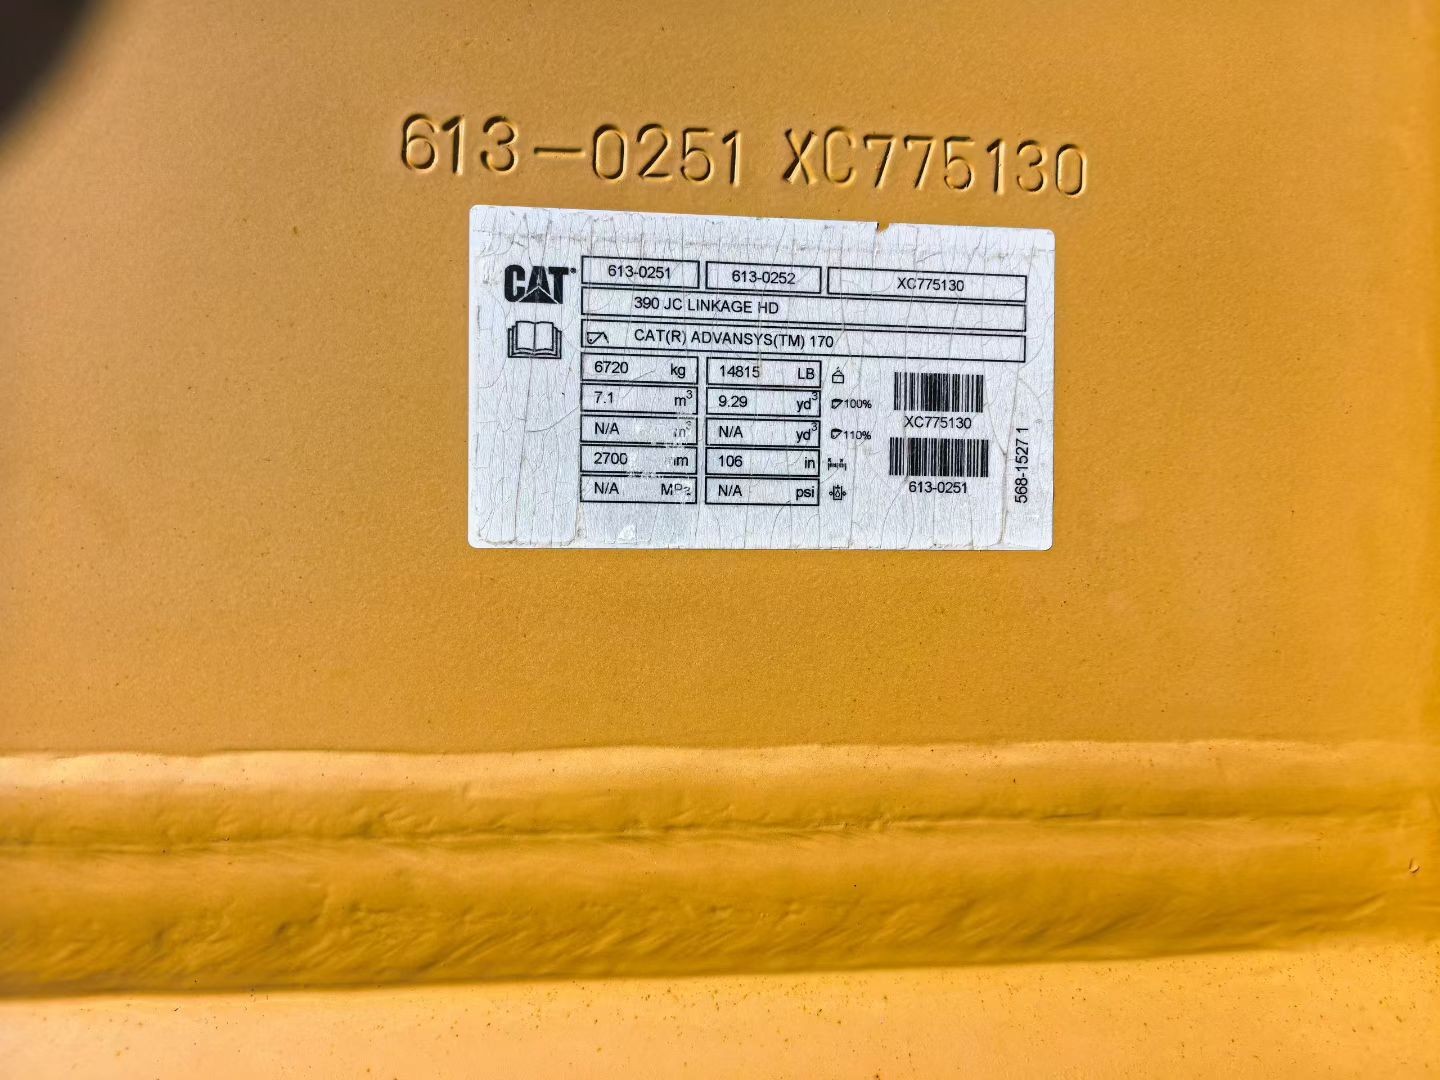 613-0251 XC775130
CAT 613-0251 613-0252 XC775130
390 JC LINKAGE HD
CAT(R) ADVANSYS(TM) 170
6720 kg 14815 LB
7.1 m³ 9.29 yd³ 100%
N/A m³ N/A yd³ 110%
2700 mm 106 in
N/A MPa N/A psi
XC775130
613-0251
568-1527 1